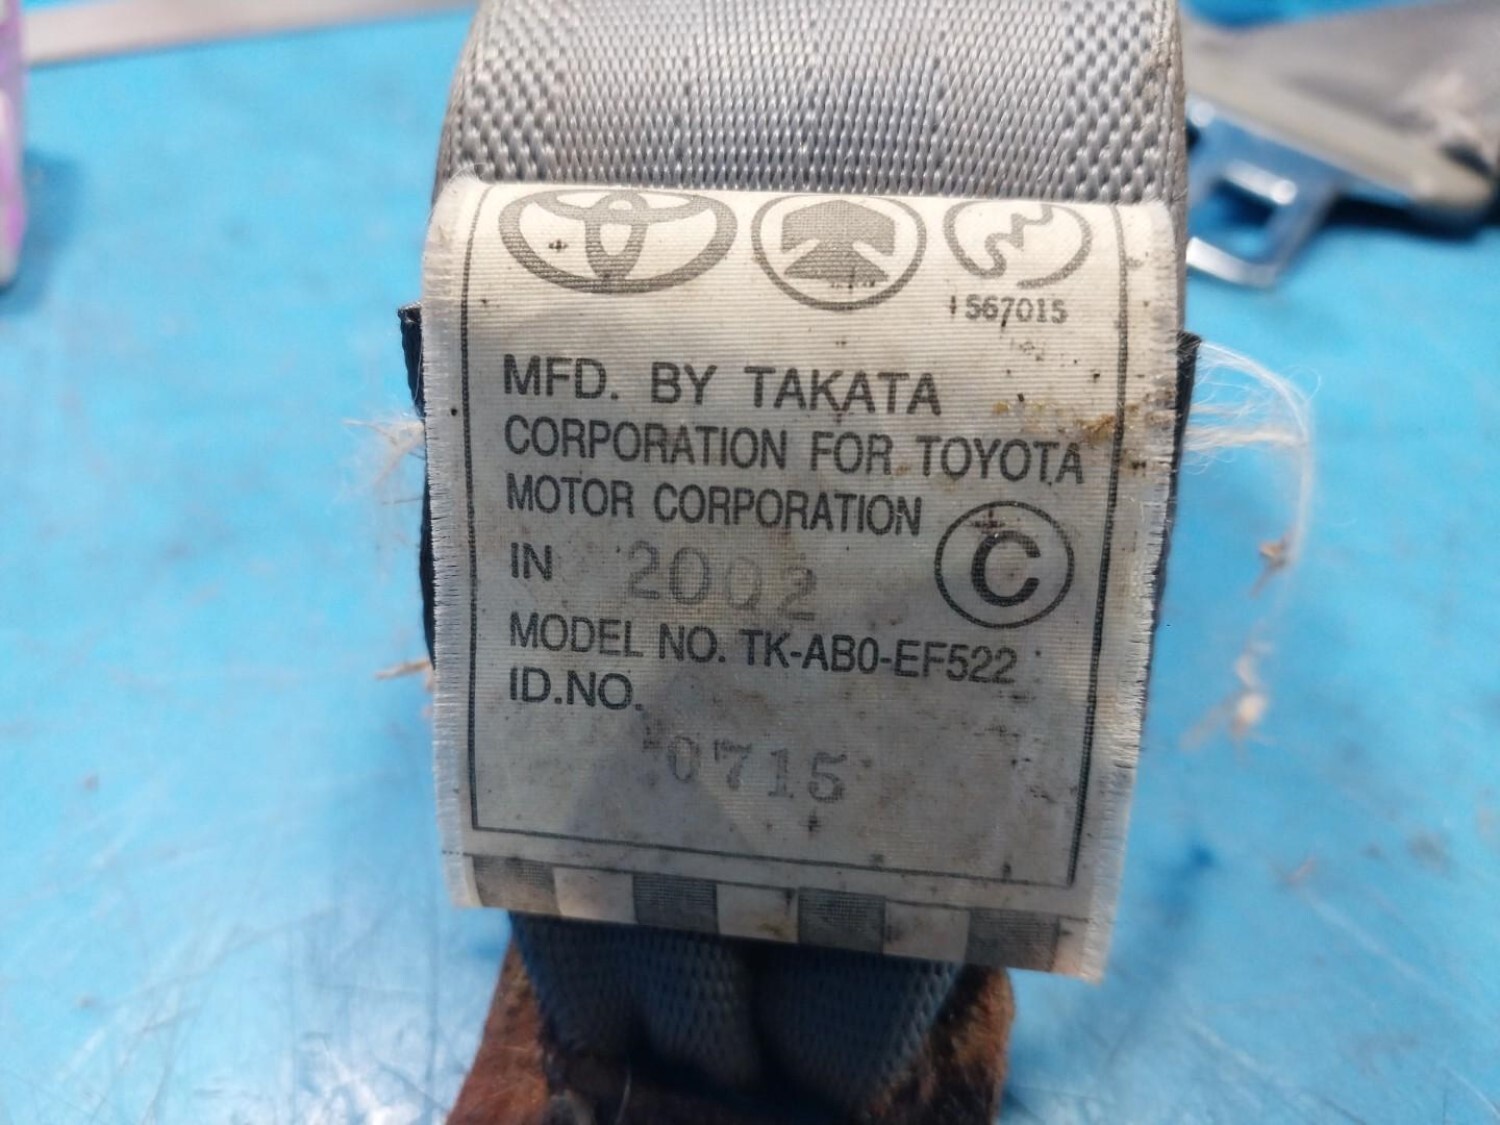 1567015
MFD. BY TAKATA
CORPORATION FOR TOYOTA
MOTOR CORPORATION
IN 2002
C
MODEL NO. TK-AB0-EF522
ID.NO.
0715